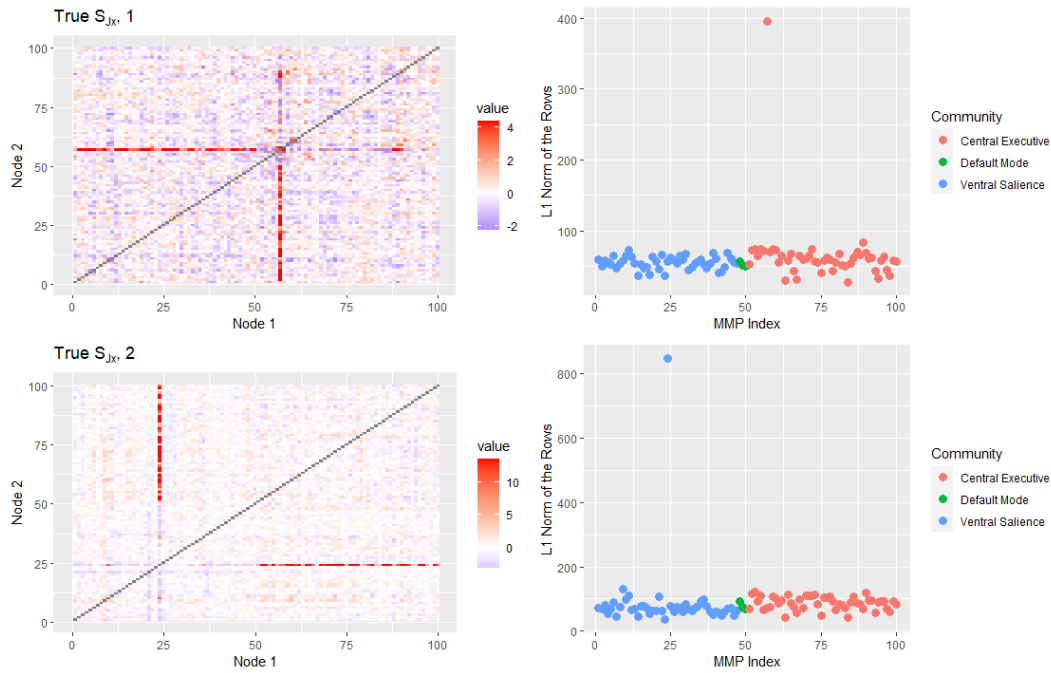 True S_Jx, 1
100
75
50
25
0
Node 2
0
25
50
75
100
Node 1
value
4
2
0
-2
400
300
200
100
L1 Norm of the Rows
0
25
50
75
100
MMP Index
Community
Central Executive
Default Mode
Ventral Salience
True S_Jx, 2
100
75
50
25
0
Node 2
0
25
50
75
100
Node 1
value
10
5
0
800
600
400
200
0
L1 Norm of the Rows
0
25
50
75
100
MMP Index
Community
Central Executive
Default Mode
Ventral Salience